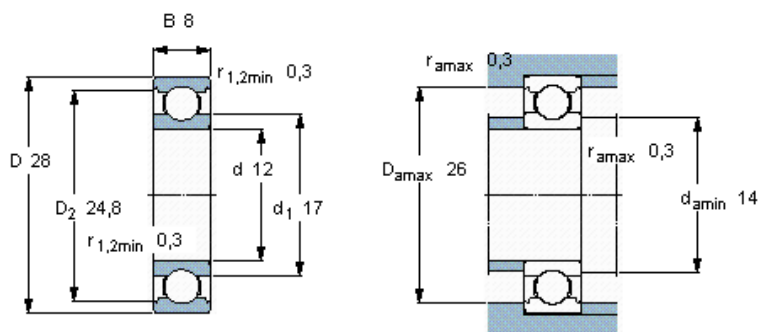 B 8
r1,2min 0,3
D 28
D2 24,8
d 12
d1 17
r1,2min 0,3
ramax 0,3
Damax 26
ramax 0,3
damin 14